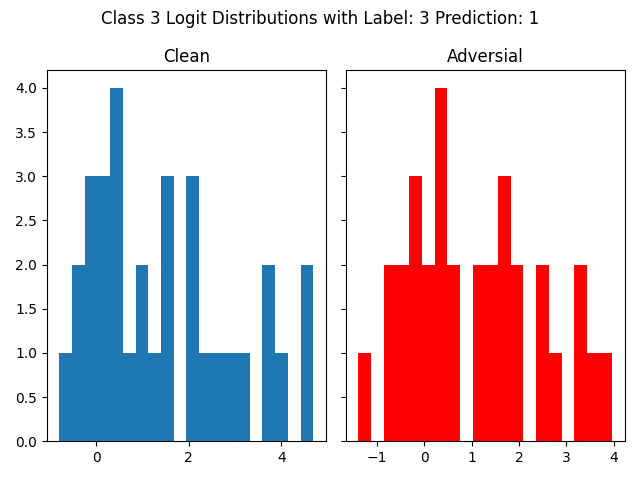 Class 3 Logit Distributions with Label: 3 Prediction: 1
Clean
Adversial
4.0
3.5
3.0
2.5
2.0
1.5
1.0
0.5
0.0
0 2 4
−1 0 1 2 3 4